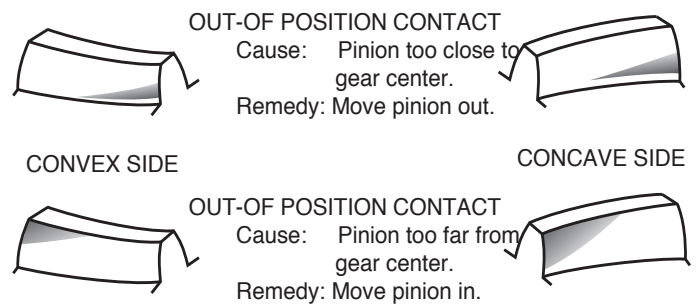 OUT-OF POSITION CONTACT
Cause: Pinion too close to
gear center.
Remedy: Move pinion out.
CONVEX SIDE
CONCAVE SIDE
OUT-OF POSITION CONTACT
Cause: Pinion too far from
gear center.
Remedy: Move pinion in.